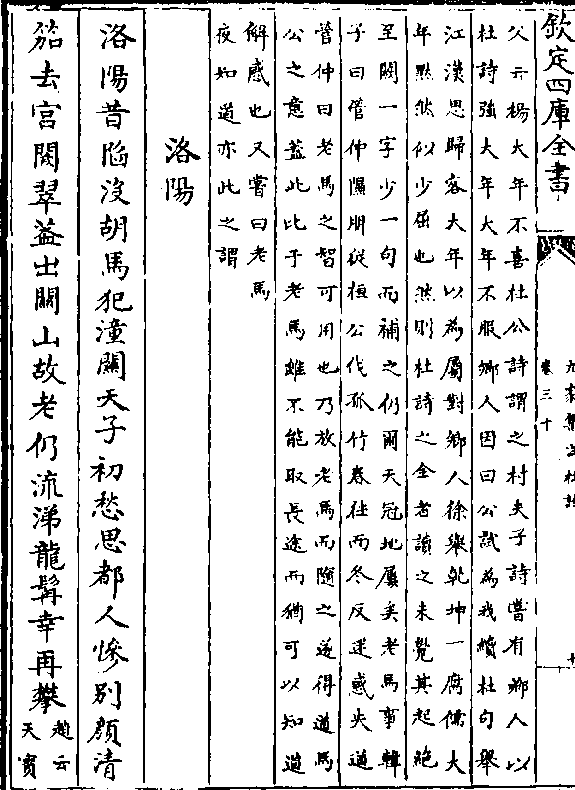 欽定四庫全書
九家集注杜詩
卷三十
父云楊大年不喜杜公詩謂之村夫子詩嘗有鄉人以
杜詩強大年大年不服鄉人因曰公試為我續杜句舉
江漢思歸客大年以為屬對鄉人徐舉乾坤一腐儒大
年黙然似少屈也然則杜詩之全者讀之未覺其起絶
至闕一字少一句而補之仍爾天冠地屨矣老馬事韓
子曰管仲隰朋從桓公伐孤竹春往而冬反迷惑失道
管仲曰老馬之智可用也乃放老馬而隨之遂得道焉
公之意蓋此比于老馬雖不能取長途而猶可以知道
解惑也又嘗曰老馬
夜知道亦此之謂
洛陽
洛陽昔陷沒胡馬犯潼關天子初愁思都人慘別顔清
笳去宮闕翠蓋出關山故老仍流涕龍髯幸再攀
趙云
天寶